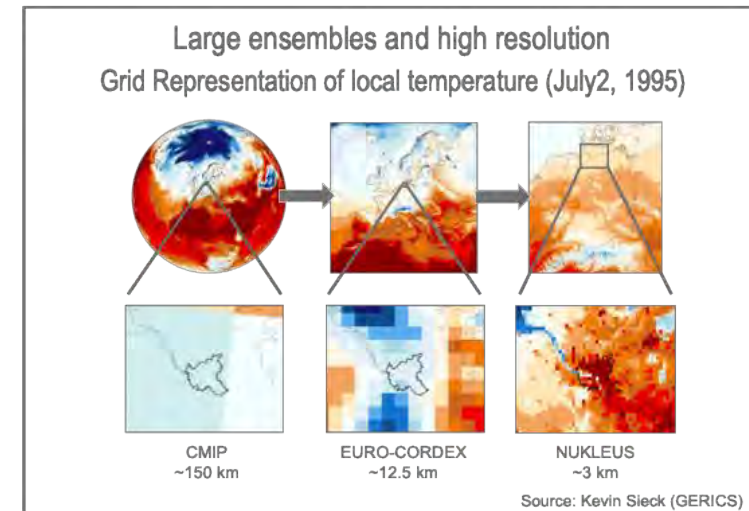 Large ensembles and high resolution
Grid Representation of local temperature (July2, 1995)
CMIP
~150 km
EURO-CORDEX
~12.5 km
NUKLEUS
~3 km
Source: Kevin Sieck (GERICS)